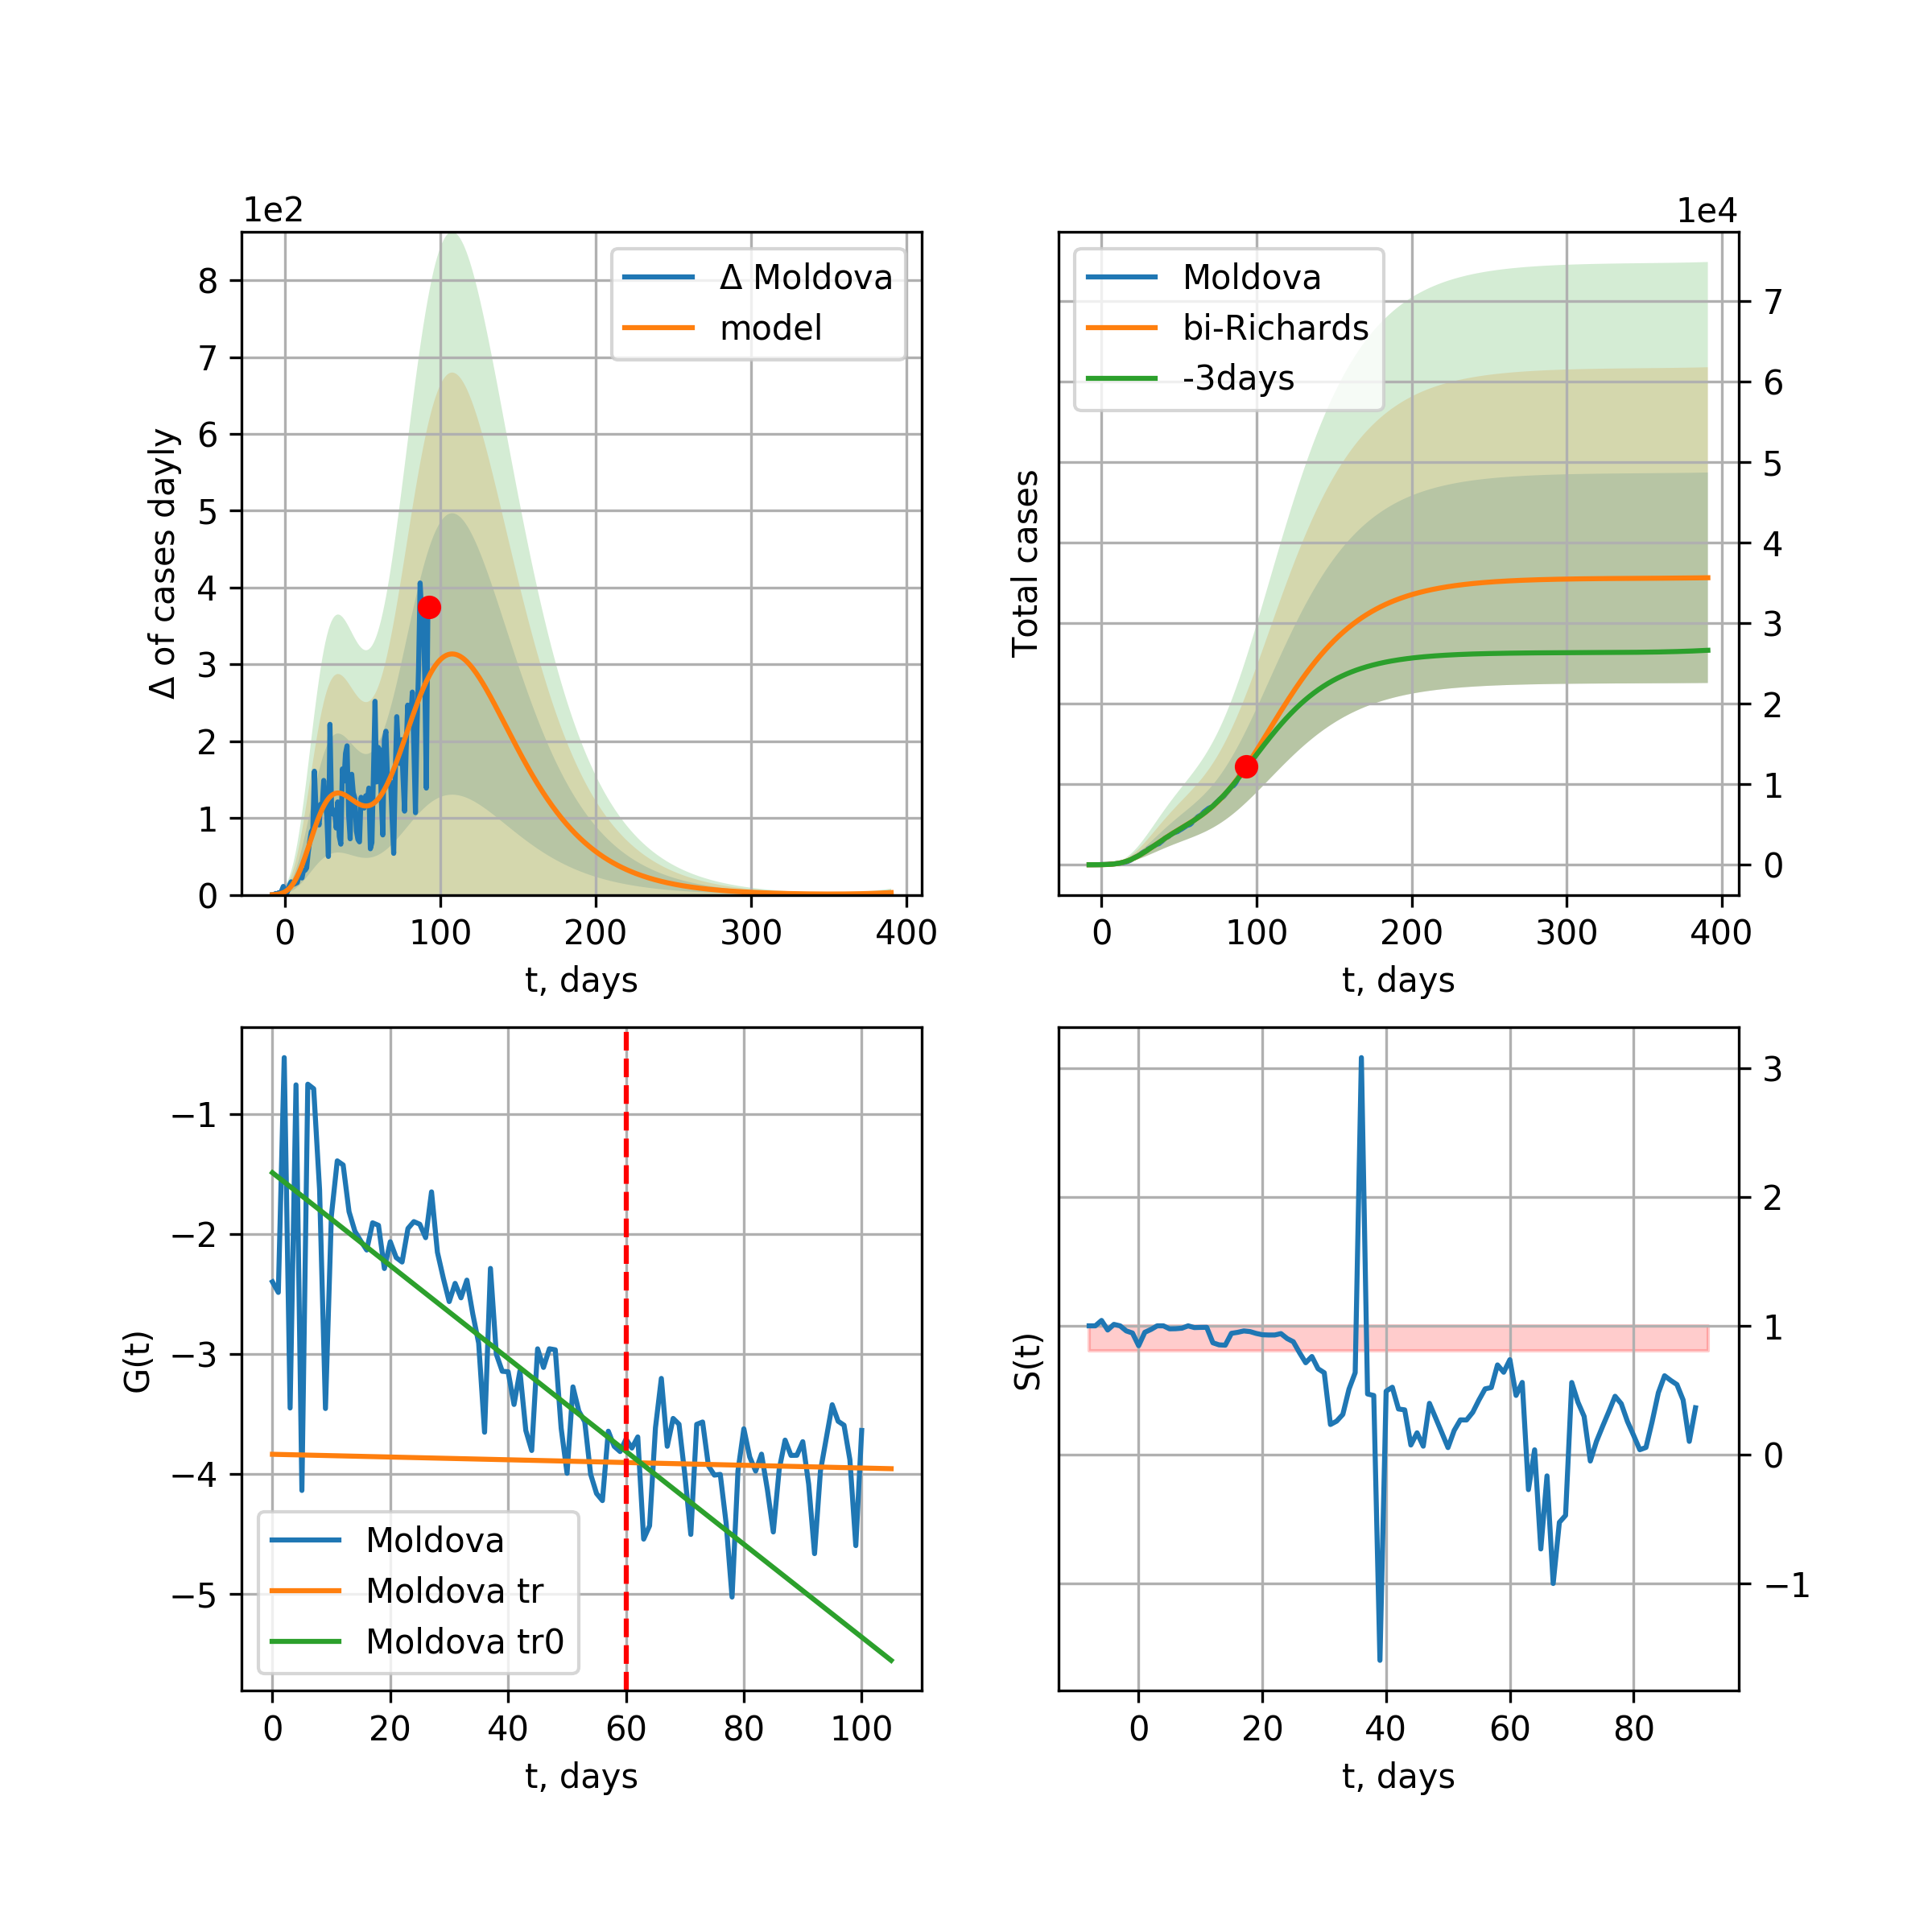 1e2
Δ of cases dayly
8
7
6
5
4
3
2
1
0
Δ Moldova
model
0 100 200 300 400
t, days
1e4
Total cases
Moldova
bi-Richards
-3days
7
6
5
4
3
2
1
0
0 100 200 300 400
t, days
G(t)
−1
−2
−3
−4
−5
Moldova
Moldova tr
Moldova tr0
0 20 40 60 80 100
t, days
S(t)
3
2
1
0
−1
0 20 40 60 80
t, days